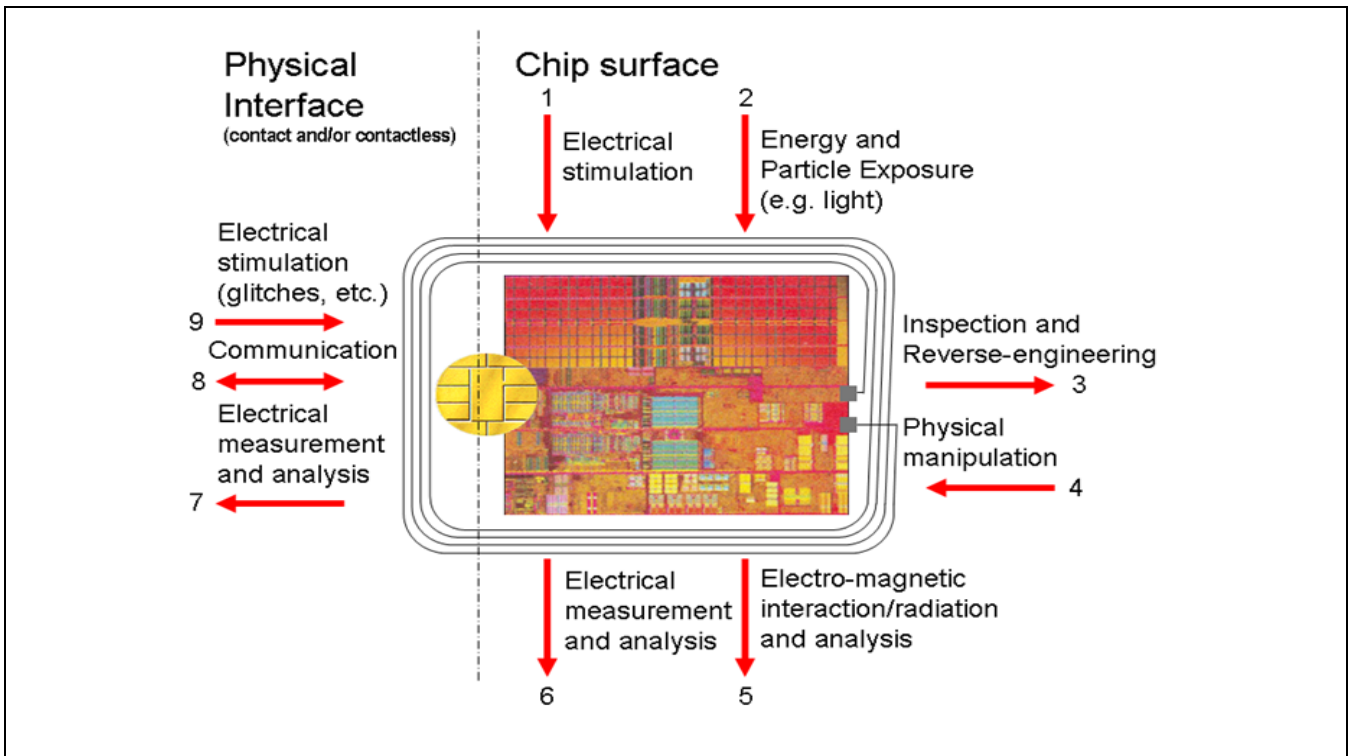 Physical
Interface
(contact and/or contactless)
Chip surface
1
2
Electrical
stimulation
Energy and
Particle Exposure
(e.g. light)
Electrical
stimulation
(glitches, etc.)
9
Communication
8
Electrical
measurement
and analysis
7
Inspection and
Reverse-engineering
3
Physical
manipulation
4
Electrical
measurement
and analysis
6
Electro-magnetic
interaction/radiation
and analysis
5